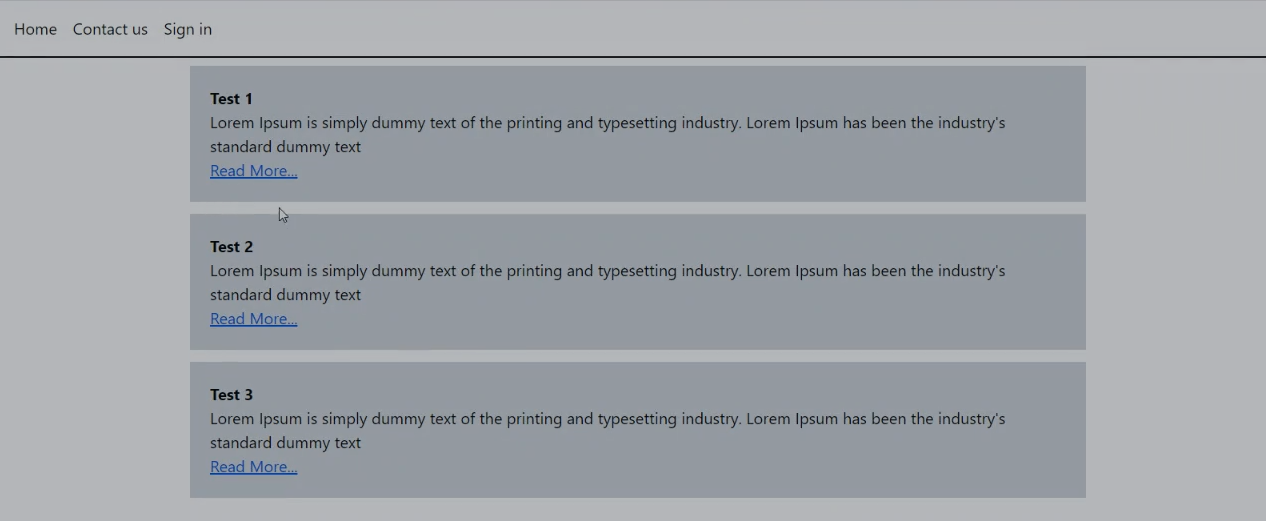 Home Contact us Sign in
Test 1
Lorem Ipsum is simply dummy text of the printing and typesetting industry. Lorem Ipsum has been the industry's
standard dummy text
Read More...
Test 2
Lorem Ipsum is simply dummy text of the printing and typesetting industry. Lorem Ipsum has been the industry's
standard dummy text
Read More...
Test 3
Lorem Ipsum is simply dummy text of the printing and typesetting industry. Lorem Ipsum has been the industry's
standard dummy text
Read More...